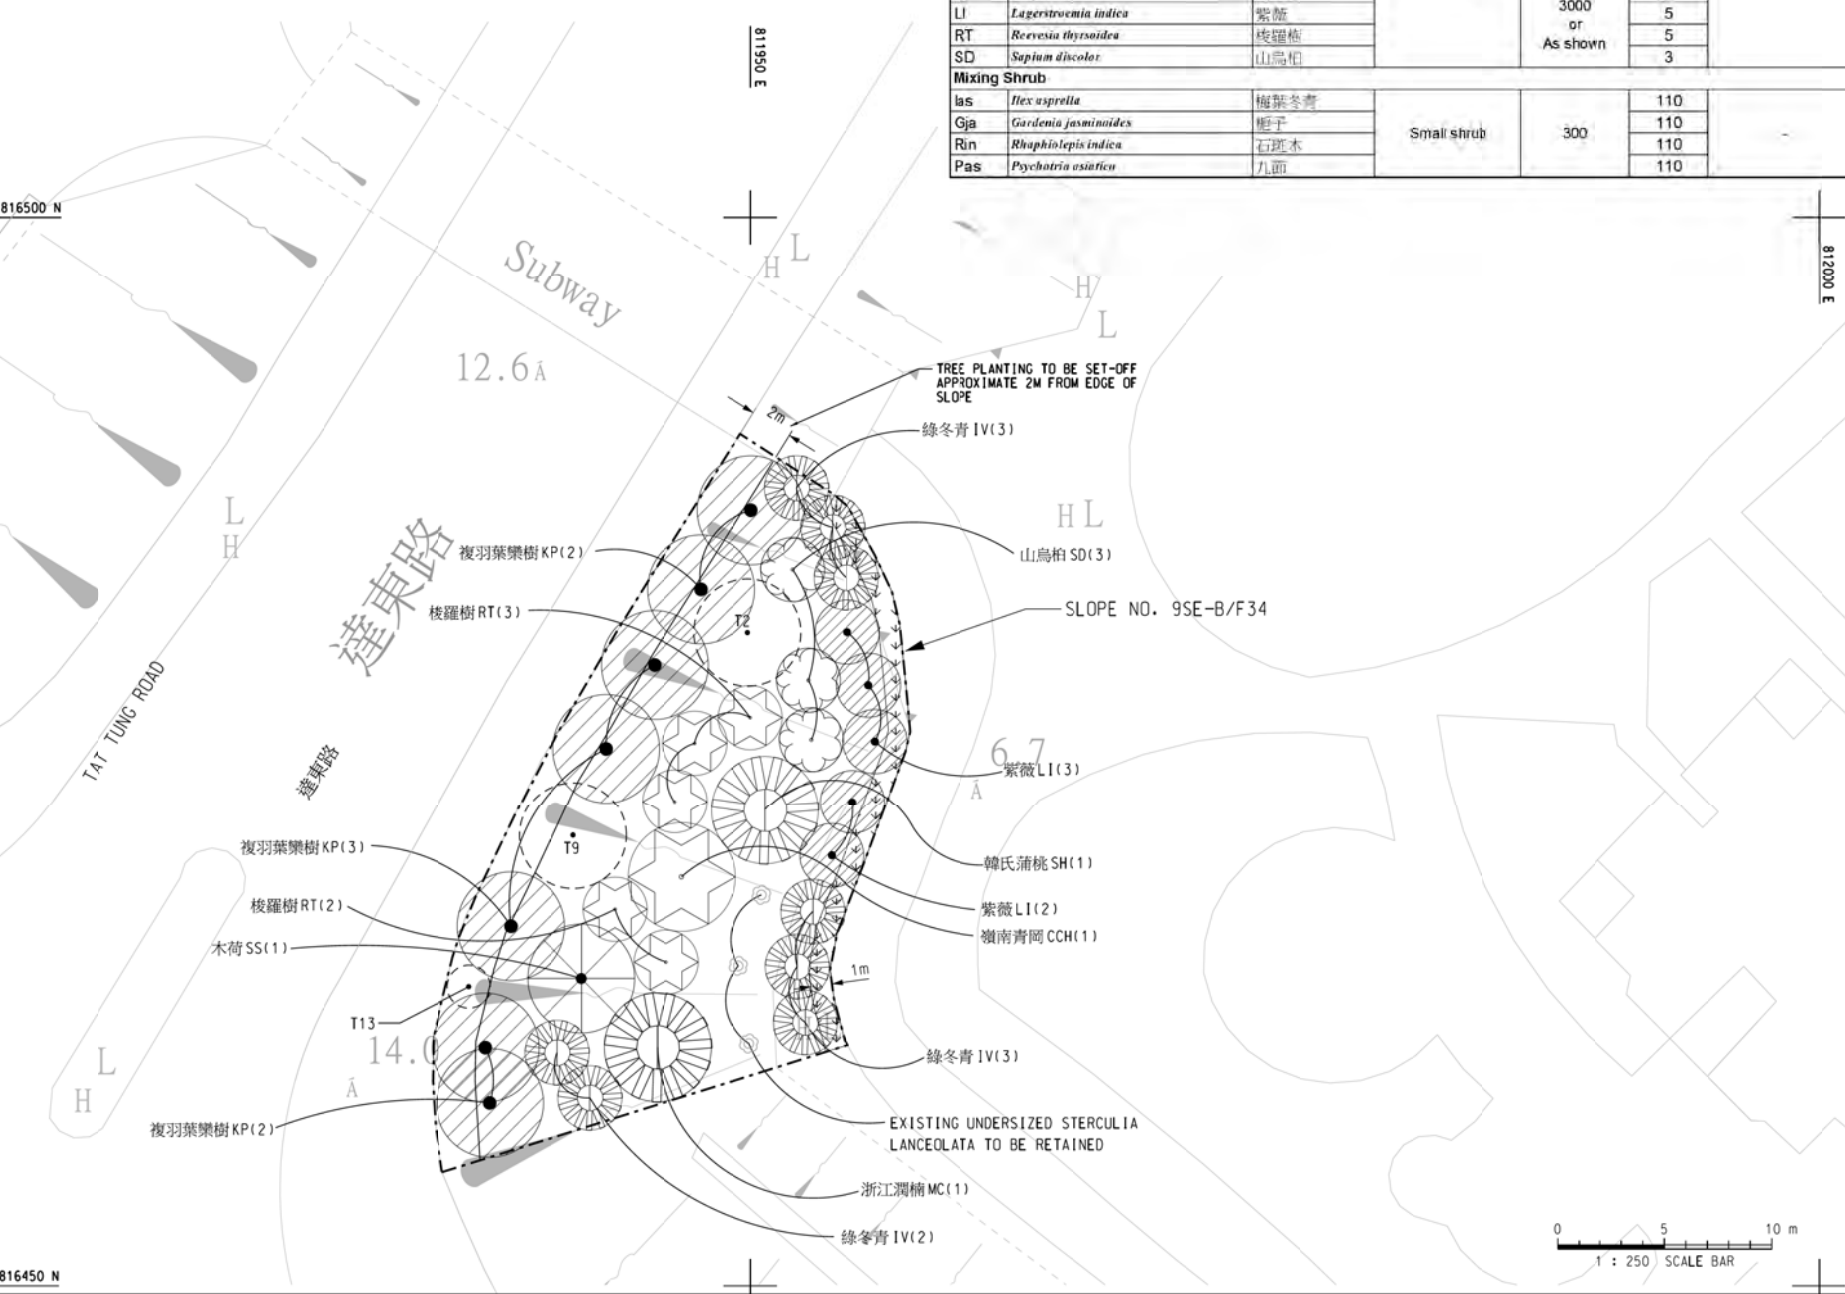 LI Lagerstroemia indica 紫薇 5
3000
or
As shown
RT Reevesia thyrsoidea 梭羅樹 5
SD Sapium discolor 山烏桕 3
Mixing Shrub
Ias Ilex asprella 梅葉冬青 110
Gja Gardenia jasminoides 梔子 110
Small shrub 300 -
Rin Rhaphiolepis indica 石斑木 110
Pas Psychotria asiatica 九節 110
811950 E
816500 N
812000 E
Subway
H L
H
L
12.6
TREE PLANTING TO BE SET-OFF
APPROXIMATE 2M FROM EDGE OF
SLOPE
2m
綠冬青 IV(3)
L
H
H L
達東路
複羽葉欒樹 KP(2)
山烏桕 SD(3)
梭羅樹 RT(3)
T2
SLOPE NO. 9SE-B/F34
TAT TUNG ROAD
達東路
6.7
紫薇 LI(3)
複羽葉欒樹 KP(3)
T9
韓氏蒲桃 SH(1)
梭羅樹 RT(2)
紫薇 LI(2)
木荷 SS(1)
嶺南青岡 CCH(1)
1m
T13
14.0
L
H
H
綠冬青 IV(3)
複羽葉欒樹 KP(2)
EXISTING UNDERSIZED STERCULIA
LANCEOLATA TO BE RETAINED
浙江潤楠 MC(1)
綠冬青 IV(2)
0 5 10 m
1 : 250 SCALE BAR
816450 N